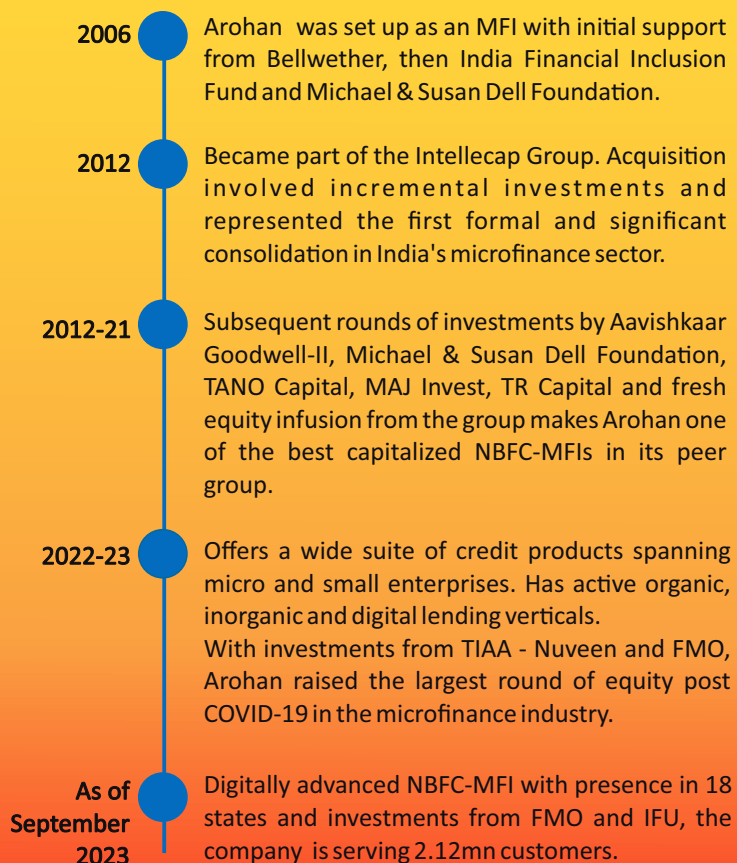 2006
Arohan was set up as an MFI with initial support
from Bellwether, then India Financial Inclusion
Fund and Michael & Susan Dell Foundation.
2012
Became part of the Intellecap Group. Acquisition
involved incremental investments and
represented the first formal and significant
consolidation in India's microfinance sector.
2012-21
Subsequent rounds of investments by Aavishkaar
Goodwell-II, Michael & Susan Dell Foundation,
TANO Capital, MAJ Invest, TR Capital and fresh
equity infusion from the group makes Arohan one
of the best capitalized NBFC-MFIs in its peer
group.
2022-23
Offers a wide suite of credit products spanning
micro and small enterprises. Has active organic,
inorganic and digital lending verticals.
With investments from TIAA - Nuveen and FMO,
Arohan raised the largest round of equity post
COVID-19 in the microfinance industry.
As of
September
2023
Digitally advanced NBFC-MFI with presence in 18
states and investments from FMO and IFU, the
company is serving 2.12mn customers.